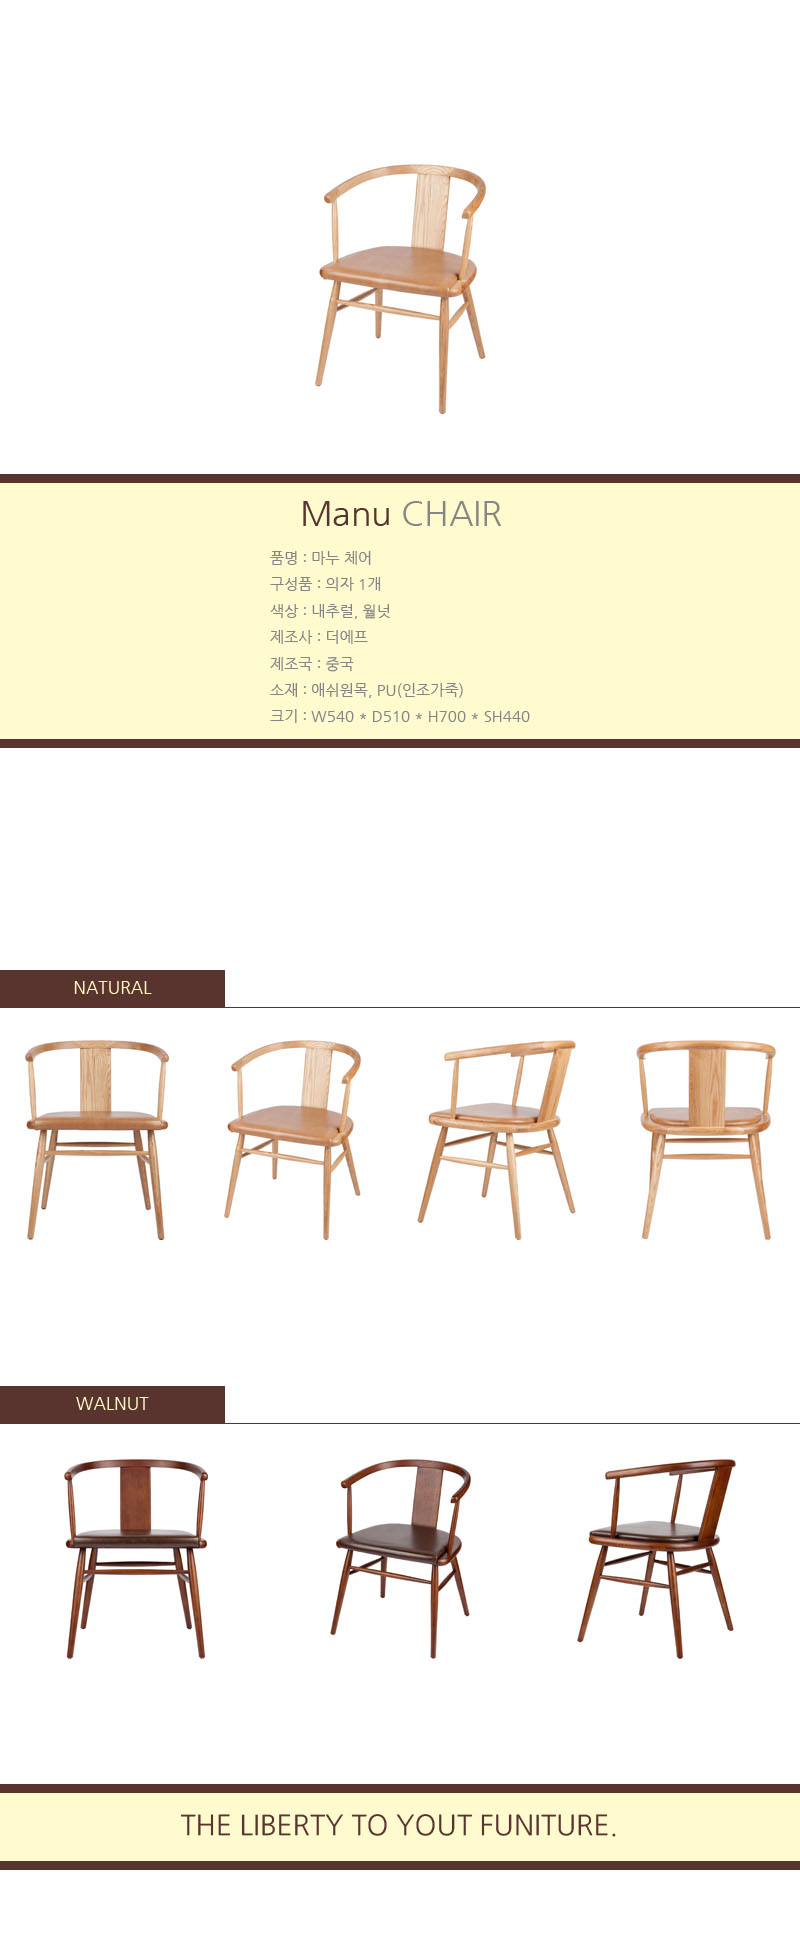 Manu CHAIR
품명 : 마누 체어
구성품 : 의자 1개
색상 : 내추럴, 월넛
제조사 : 더에프
제조국 : 중국
소재 : 애쉬원목, PU(인조가죽)
크기 : W540 * D510 * H700 * SH440
NATURAL
WALNUT
THE LIBERTY TO YOUT FUNITURE.